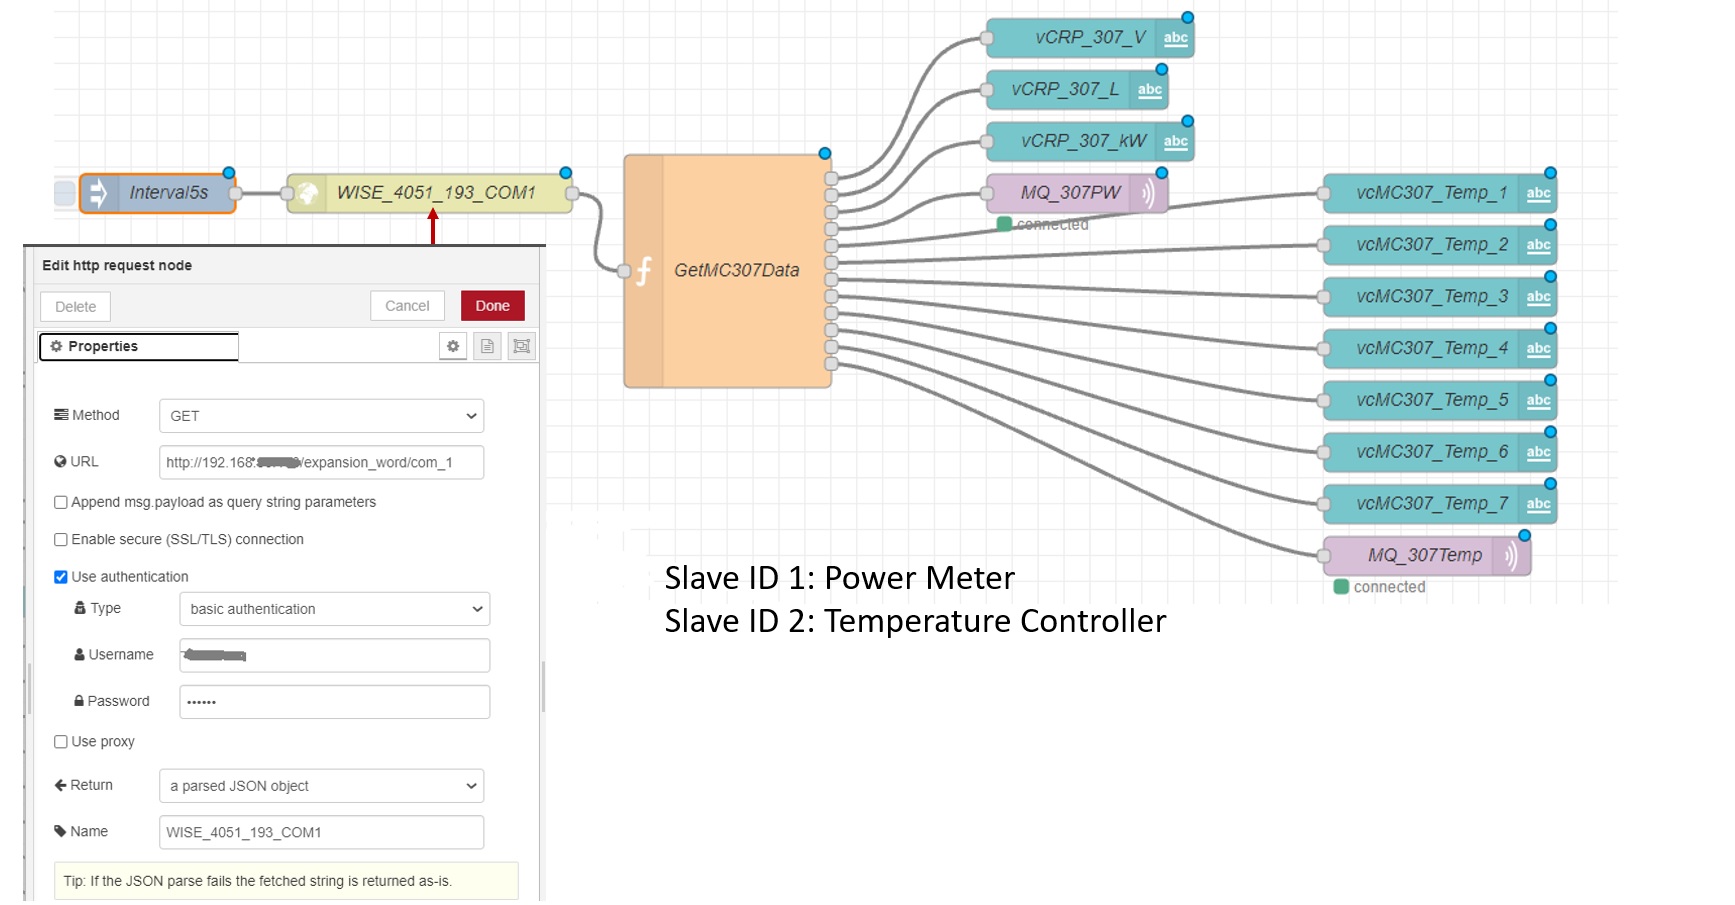 vCRP_307_V abc
vCRP_307_L abc
vCRP_307_kW abc
Interval5s
WISE_4051_193_COM1
MQ_307PW
connected
GetMC307Data
vcMC307_Temp_1 abc
vcMC307_Temp_2 abc
vcMC307_Temp_3 abc
vcMC307_Temp_4 abc
vcMC307_Temp_5 abc
vcMC307_Temp_6 abc
vcMC307_Temp_7 abc
MQ_307Temp
connected
Slave ID 1: Power Meter
Slave ID 2: Temperature Controller
Edit http request node
Delete Cancel Done
Properties
Method GET
URL http://192.168. /expansion_word/com_1
Append msg.payload as query string parameters
Enable secure (SSL/TLS) connection
Use authentication
Type basic authentication
Username
Password ••••••
Use proxy
Return a parsed JSON object
Name WISE_4051_193_COM1
Tip: If the JSON parse fails the fetched string is returned as-is.